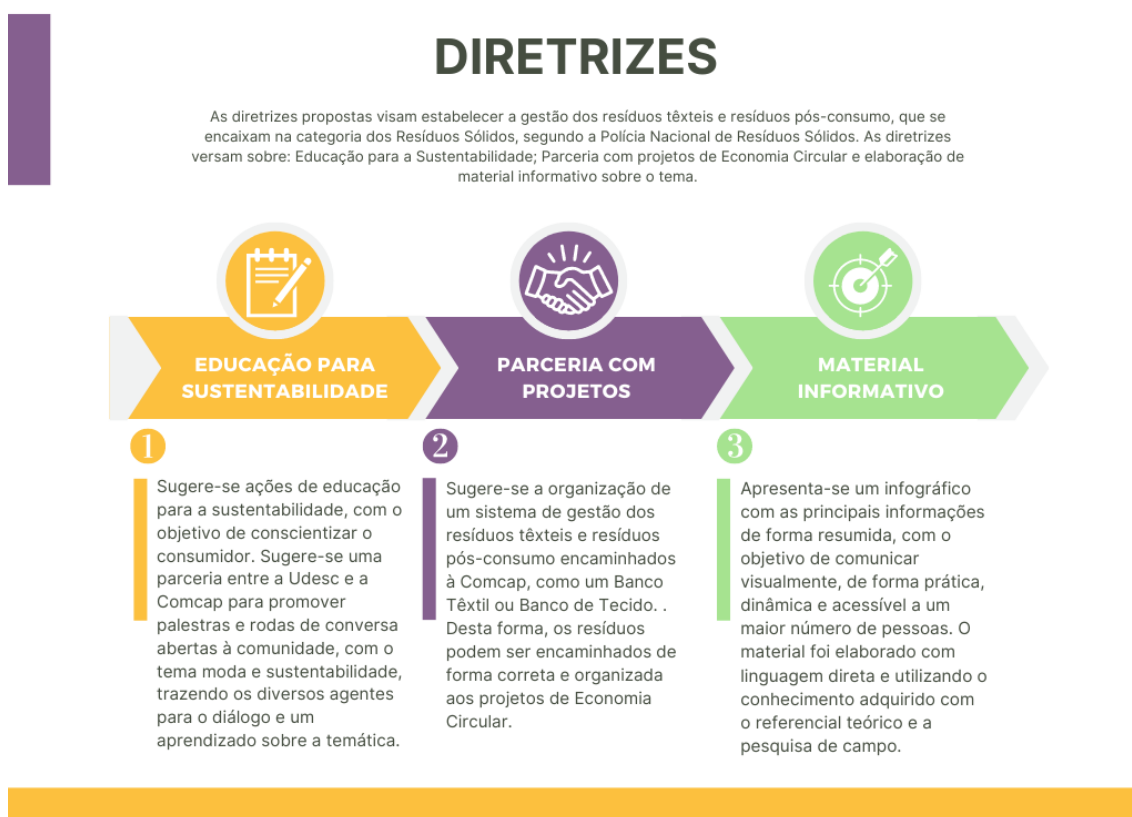 DIRETRIZES
As diretrizes propostas visam estabelecer a gestão dos resíduos têxteis e resíduos pós-consumo, que se
encaixam na categoria dos Resíduos Sólidos, segundo a Polícia Nacional de Resíduos Sólidos. As diretrizes
versam sobre: Educação para a Sustentabilidade; Parceria com projetos de Economia Circular e elaboração de
material informativo sobre o tema.
EDUCAÇÃO PARA
SUSTENTABILIDADE
1
Sugere-se ações de educação
para a sustentabilidade, com o
objetivo de conscientizar o
consumidor. Sugere-se uma
parceria entre a Udesc e a
Comcap para promover
palestras e rodas de conversa
abertas à comunidade, com o
tema moda e sustentabilidade,
trazendo os diversos agentes
para o diálogo e um
aprendizado sobre a temática.
PARCERIA COM
PROJETOS
2
Sugere-se a organização de
um sistema de gestão dos
resíduos têxteis e resíduos
pós-consumo encaminhados
à Comcap, como um Banco
Têxtil ou Banco de Tecido. .
Desta forma, os resíduos
podem ser encaminhados de
forma correta e organizada
aos projetos de Economia
Circular.
MATERIAL
INFORMATIVO
3
Apresenta-se um infográfico
com as principais informações
de forma resumida, com o
objetivo de comunicar
visualmente, de forma prática,
dinâmica e acessível a um
maior número de pessoas. O
material foi elaborado com
linguagem direta e utilizando o
conhecimento adquirido com
o referencial teórico e a
pesquisa de campo.